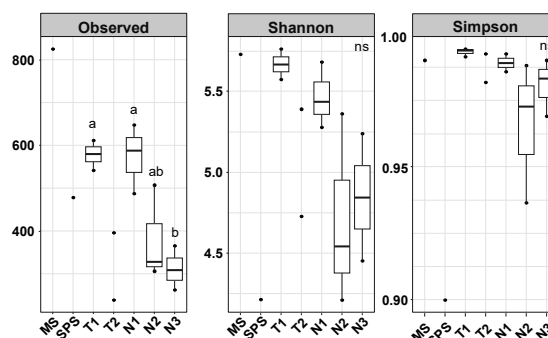 Observed
Shannon
Simpson
800
600
400
a
a
ab
b
MS
SPS
T1
T2
N1
N2
N3
5.5
5.0
4.5
ns
MS
SPS
T1
T2
N1
N2
N3
1.00
0.95
0.90
MS
SPS
T1
T2
N1
N2
N3